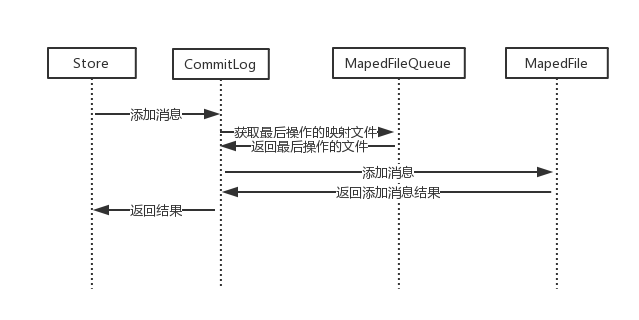 Store
CommitLog
MapedFileQueue
MapedFile
添加消息
获取最后操作的映射文件
返回最后操作的文件
添加消息
返回添加消息结果
返回结果